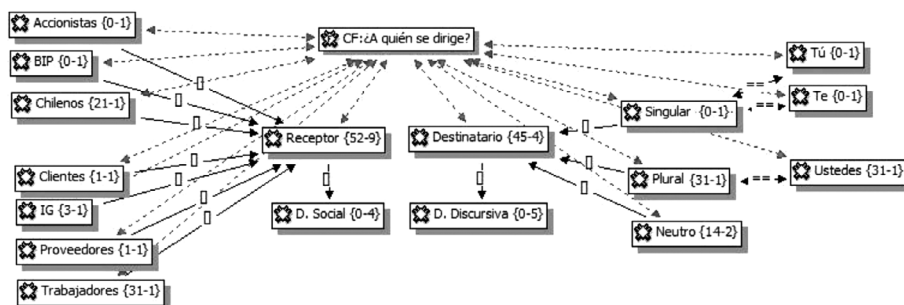 Accionistas {0-1}
CF:¿A quién se dirige?
BIP {0-1}
Chilenos {21-1}
Tú {0-1}
Te {0-1}
Singular {0-1}
Receptor {52-9}
Destinatario {45-4}
Clientes {1-1}
IG {3-1}
Plural {31-1}
==
==
==
Ustedes {31-1}
D. Social {0-4}
D. Discursiva {0-5}
Neutro {14-2}
Proveedores {1-1}
Trabajadores {31-1}